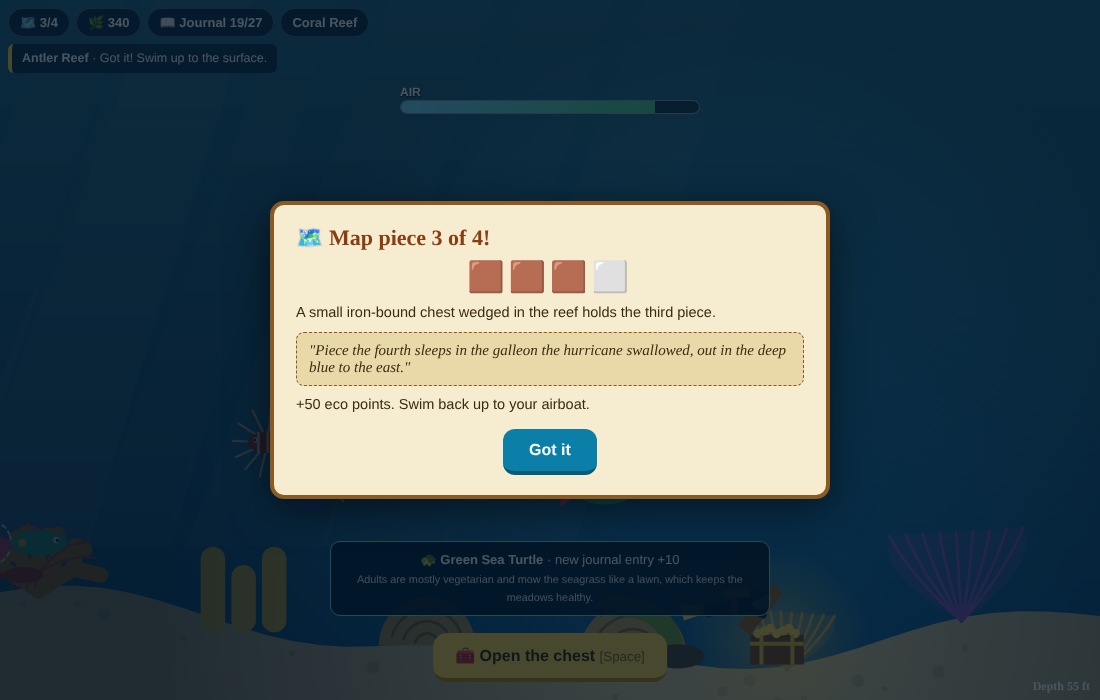 🗺️ 3/4
🌿 340
📖 Journal 19/27
Coral Reef
Antler Reef · Got it! Swim up to the surface.
AIR
🗺️ Map piece 3 of 4!
A small iron-bound chest wedged in the reef holds the third piece.
"Piece the fourth sleeps in the galleon the hurricane swallowed, out in the deep
blue to the east."
+50 eco points. Swim back up to your airboat.
Got it
🐢 Green Sea Turtle · new journal entry +10
Adults are mostly vegetarian and mow the seagrass like a lawn, which keeps the
meadows healthy.
🧰 Open the chest [Space]
Depth 55 ft